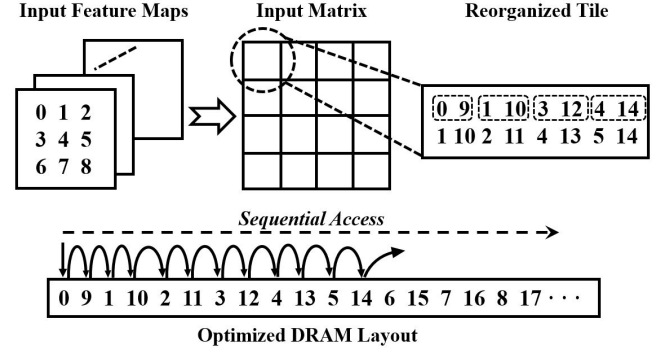 Input Feature Maps
Input Matrix
Reorganized Tile
0 1 2
3 4 5
6 7 8
0 9 1 10 3 12 4 14
1 10 2 11 4 13 5 14
Sequential Access
0 9 1 10 2 11 3 12 4 13 5 14 6 15 7 16 8 17 · · ·
Optimized DRAM Layout